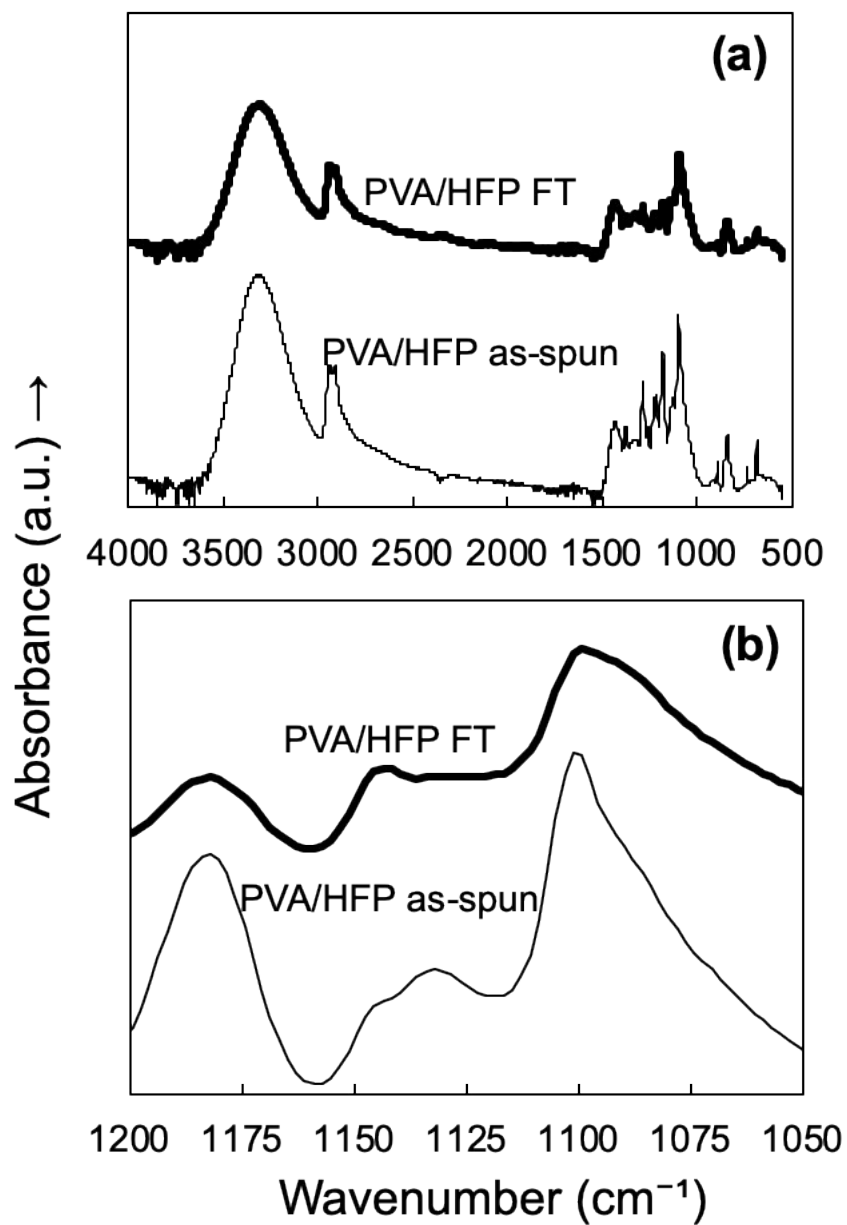 (a)
PVA/HFP FT
PVA/HFP as-spun
4000 3500 3000 2500 2000 1500 1000 500
Absorbance (a.u.) →
(b)
PVA/HFP FT
PVA/HFP as-spun
1200 1175 1150 1125 1100 1075 1050
Wavenumber (cm⁻¹)